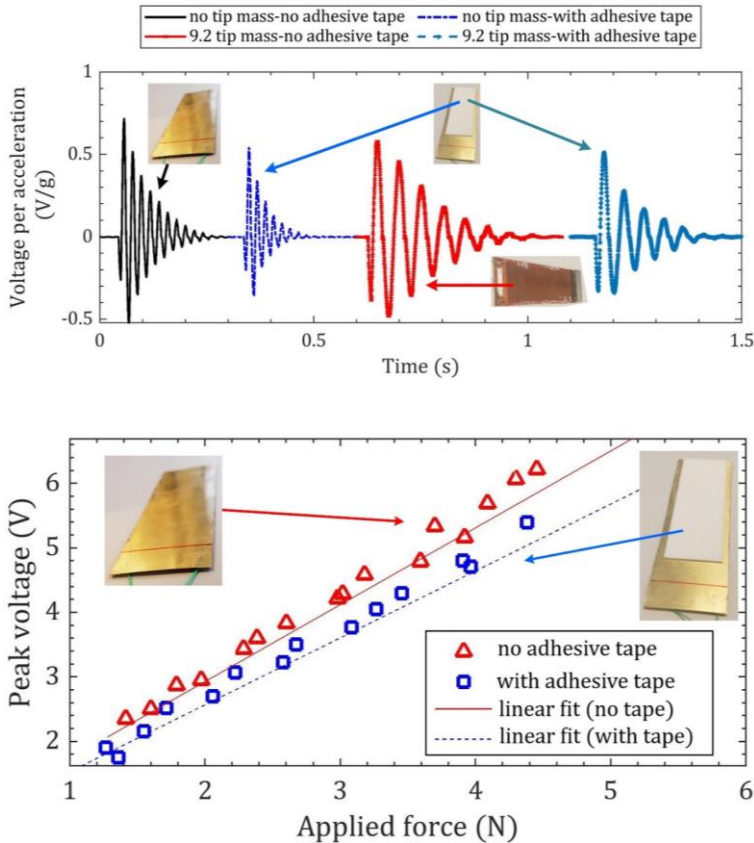 no tip mass-no adhesive tape
no tip mass-with adhesive tape
9.2 tip mass-no adhesive tape
9.2 tip mass-with adhesive tape
1
0.5
0
-0.5
Voltage per acceleration
(V/g)
0
0.5
1
1.5
Time (s)
6
5
4
3
2
Peak voltage (V)
no adhesive tape
with adhesive tape
linear fit (no tape)
linear fit (with tape)
1
2
3
4
5
6
Applied force (N)